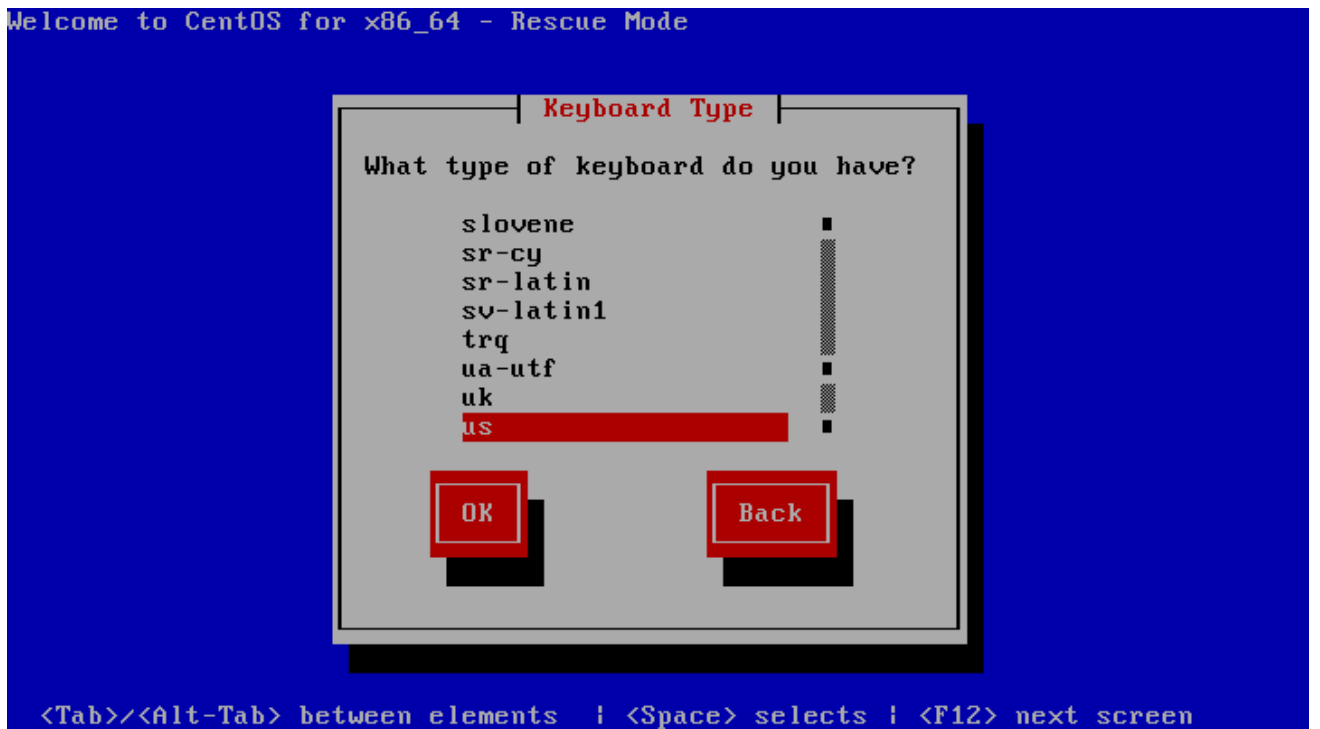 Welcome to CentOS for x86_64 - Rescue Mode
Keyboard Type
What type of keyboard do you have?
slovene
sr-cy
sr-latin
sv-latin1
trq
ua-utf
uk
us
OK Back
<Tab>/<Alt-Tab> between elements | <Space> selects | <F12> next screen